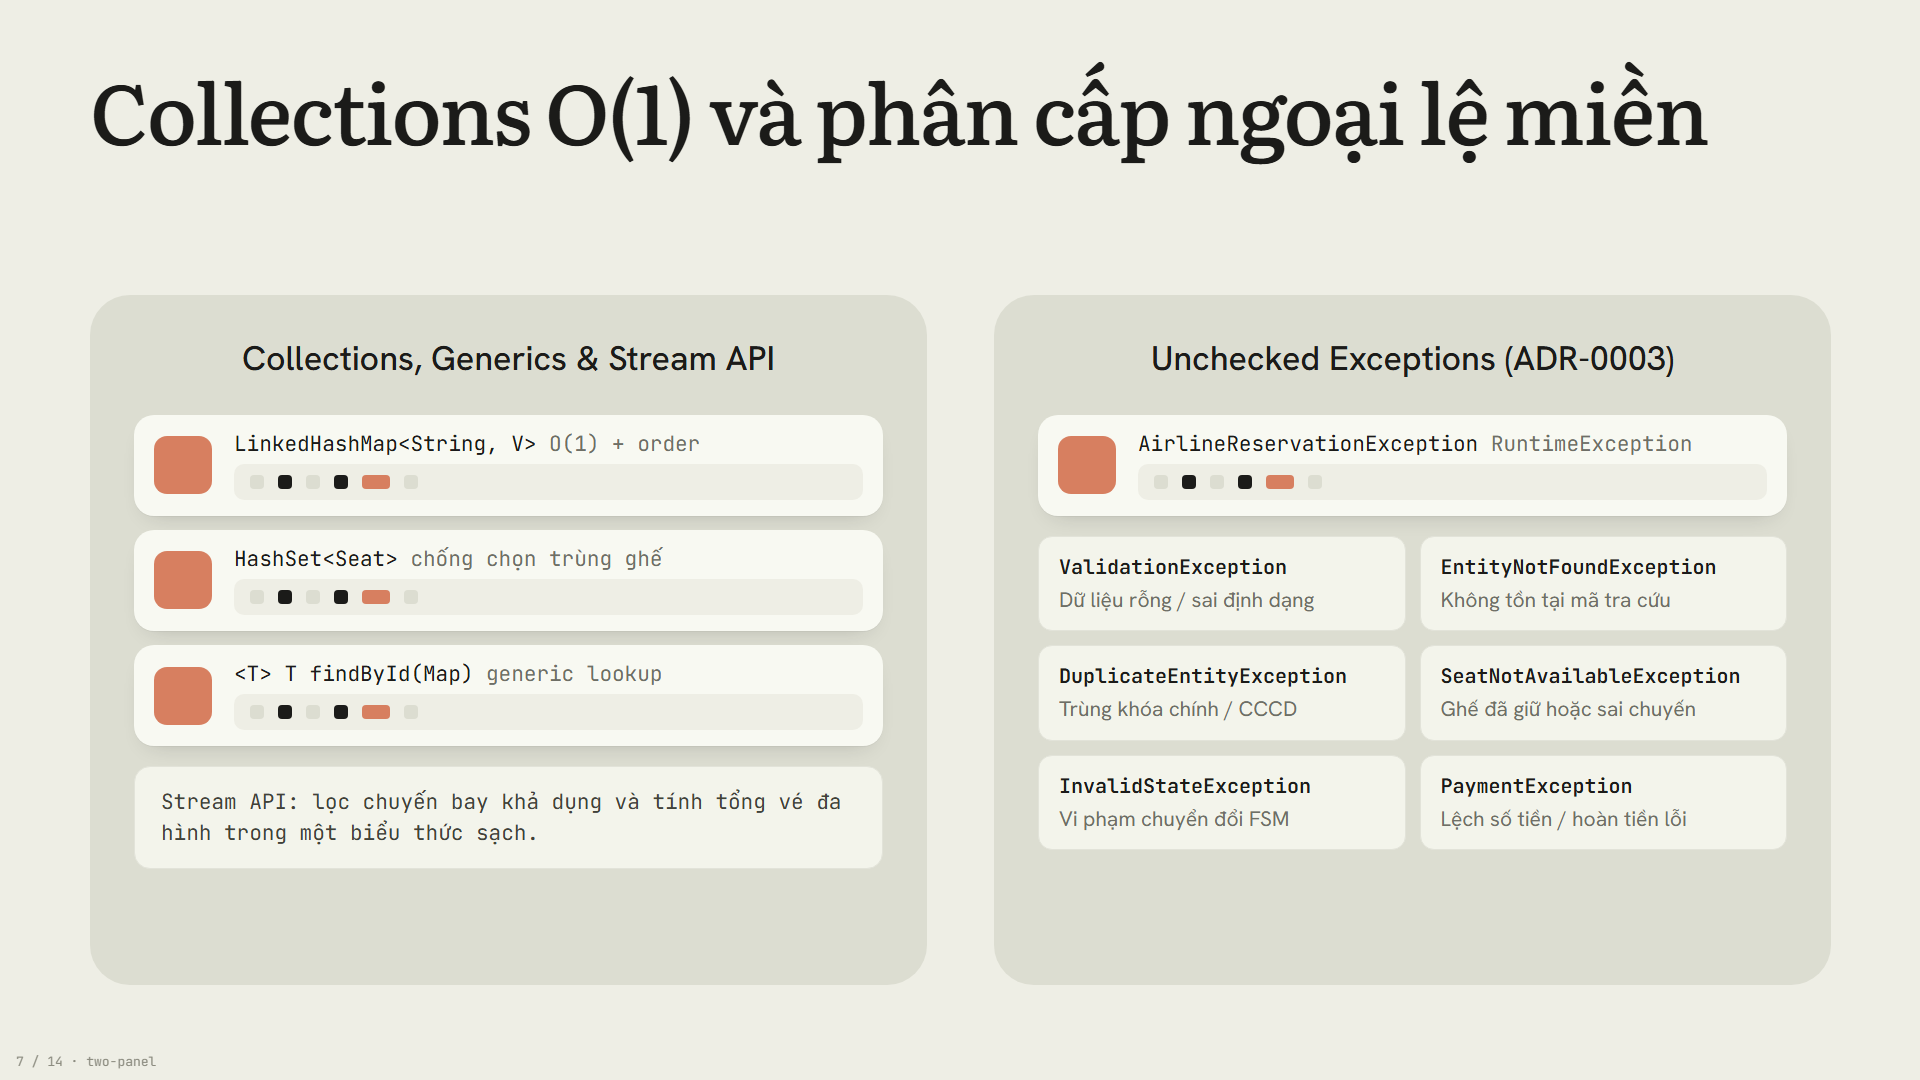 Collections O(1) và phân cấp ngoại lệ miền
Collections, Generics & Stream API
LinkedHashMap<String, V> O(1) + order
HashSet<Seat> chống chọn trùng ghế
<T> T findById(Map) generic lookup
Stream API: lọc chuyến bay khả dụng và tính tổng vé đa
hình trong một biểu thức sạch.
Unchecked Exceptions (ADR-0003)
AirlineReservationException RuntimeException
ValidationException
Dữ liệu rỗng / sai định dạng
EntityNotFoundException
Không tồn tại mã tra cứu
DuplicateEntityException
Trùng khóa chính / CCCD
SeatNotAvailableException
Ghế đã giữ hoặc sai chuyến
InvalidStateException
Vi phạm chuyển đổi FSM
PaymentException
Lệch số tiền / hoàn tiền lỗi
7 / 14 · two-panel